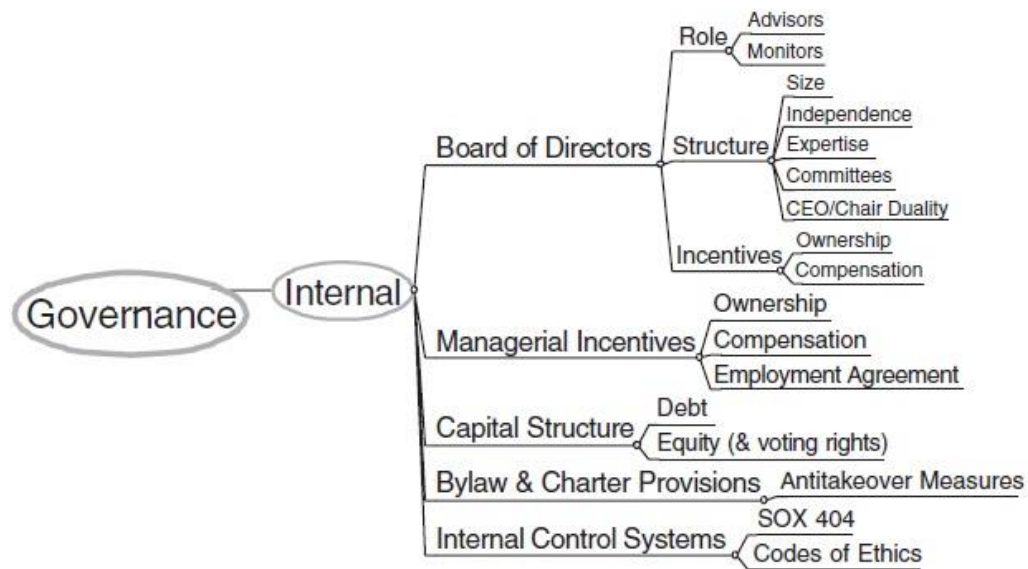 Governance
Internal
Board of Directors
Role
Advisors
Monitors
Structure
Size
Independence
Expertise
Committees
CEO/Chair Duality
Incentives
Ownership
Compensation
Managerial Incentives
Ownership
Compensation
Employment Agreement
Capital Structure
Debt
Equity (& voting rights)
Bylaw & Charter Provisions
Antitakeover Measures
Internal Control Systems
SOX 404
Codes of Ethics